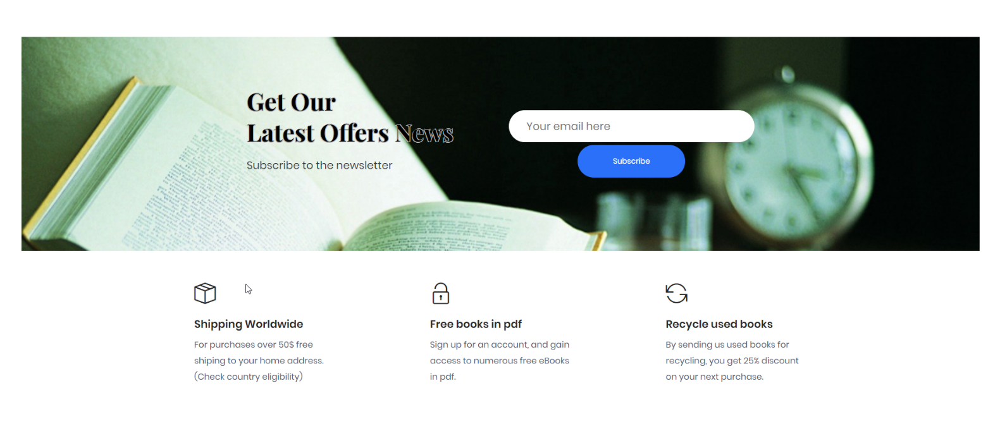 Get Our
Latest Offers News
Subscribe to the newsletter
Your email here
Subscribe
Shipping Worldwide
For purchases over 50$ free
shiping to your home address.
(Check country eligibility)
Free books in pdf
Sign up for an account, and gain
access to numerous free eBooks
in pdf.
Recycle used books
By sending us used books for
recycling, you get 25% discount
on your next purchase.